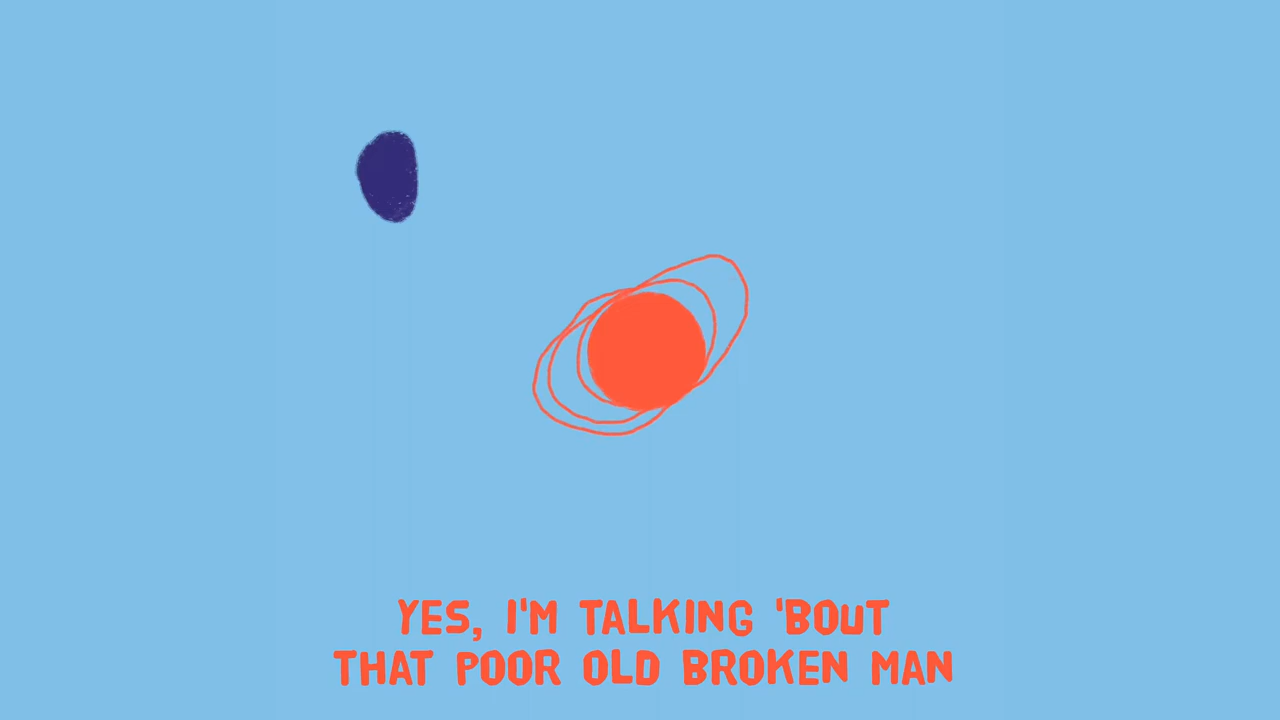 YES, I'M TALKING 'BOUT
THAT POOR OLD BROKEN MAN